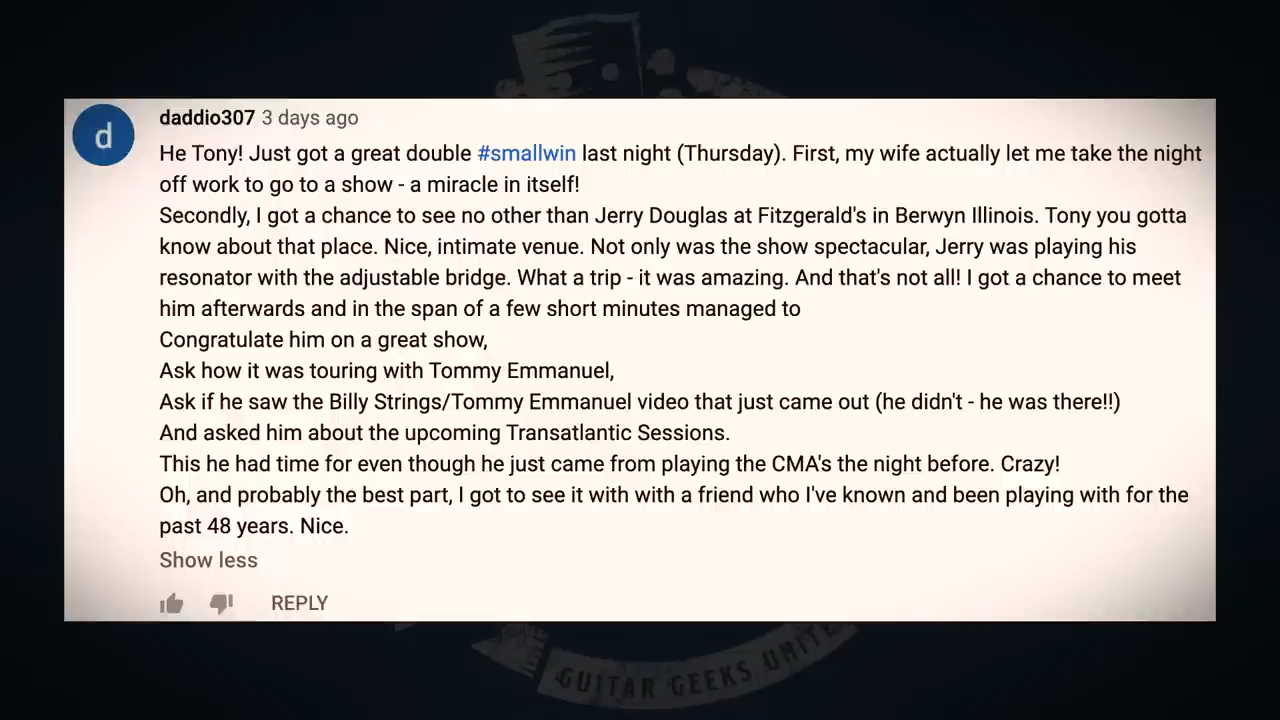 d
daddio307 3 days ago
He Tony! Just got a great double #smallwin last night (Thursday). First, my wife actually let me take the night
off work to go to a show - a miracle in itself!
Secondly, I got a chance to see no other than Jerry Douglas at Fitzgerald's in Berwyn Illinois. Tony you gotta
know about that place. Nice, intimate venue. Not only was the show spectacular, Jerry was playing his
resonator with the adjustable bridge. What a trip - it was amazing. And that's not all! I got a chance to meet
him afterwards and in the span of a few short minutes managed to
Congratulate him on a great show,
Ask how it was touring with Tommy Emmanuel,
Ask if he saw the Billy Strings/Tommy Emmanuel video that just came out (he didn't - he was there!!)
And asked him about the upcoming Transatlantic Sessions.
This he had time for even though he just came from playing the CMA's the night before. Crazy!
Oh, and probably the best part, I got to see it with with a friend who I've known and been playing with for the
past 48 years. Nice.
Show less
REPLY
GUITAR GEEKS UNITE